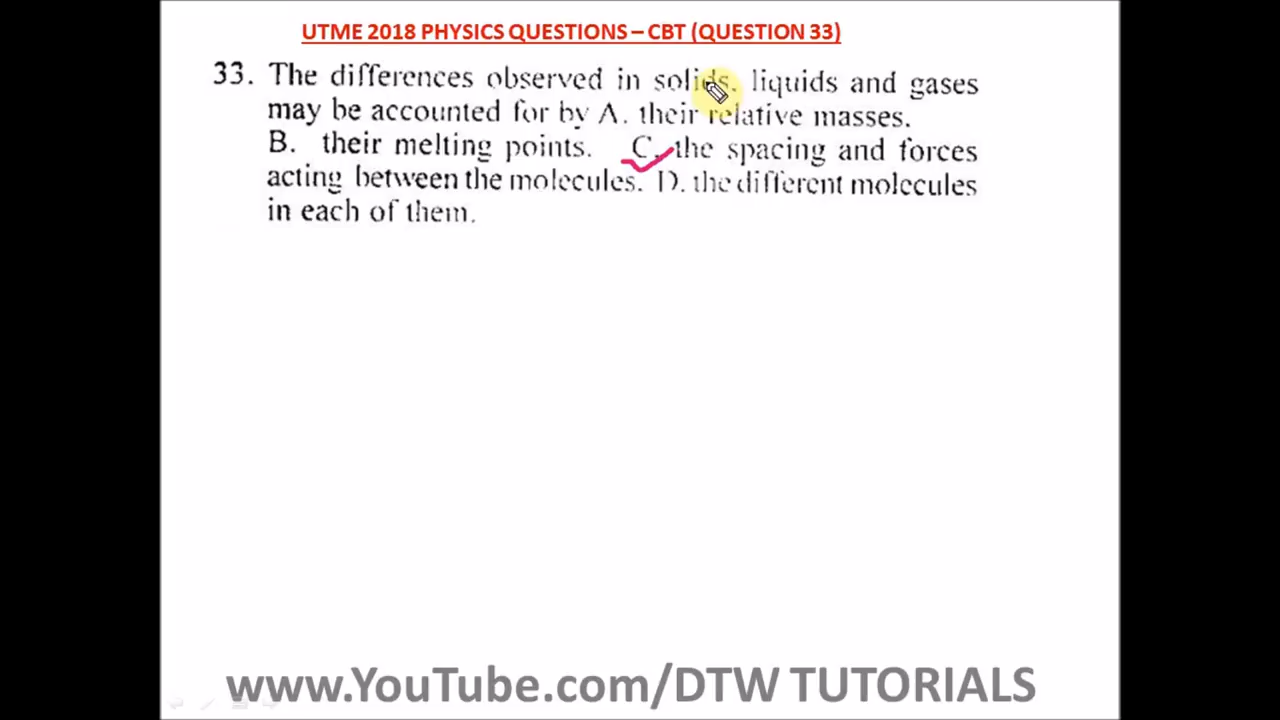 UTME 2018 PHYSICS QUESTIONS – CBT (QUESTION 33)
33. The differences observed in solids, liquids and gases
may be accounted for by A. their relative masses.
B. their melting points. C. the spacing and forces
acting between the molecules. D. the different molecules
in each of them.
www.YouTube.com/DTW TUTORIALS